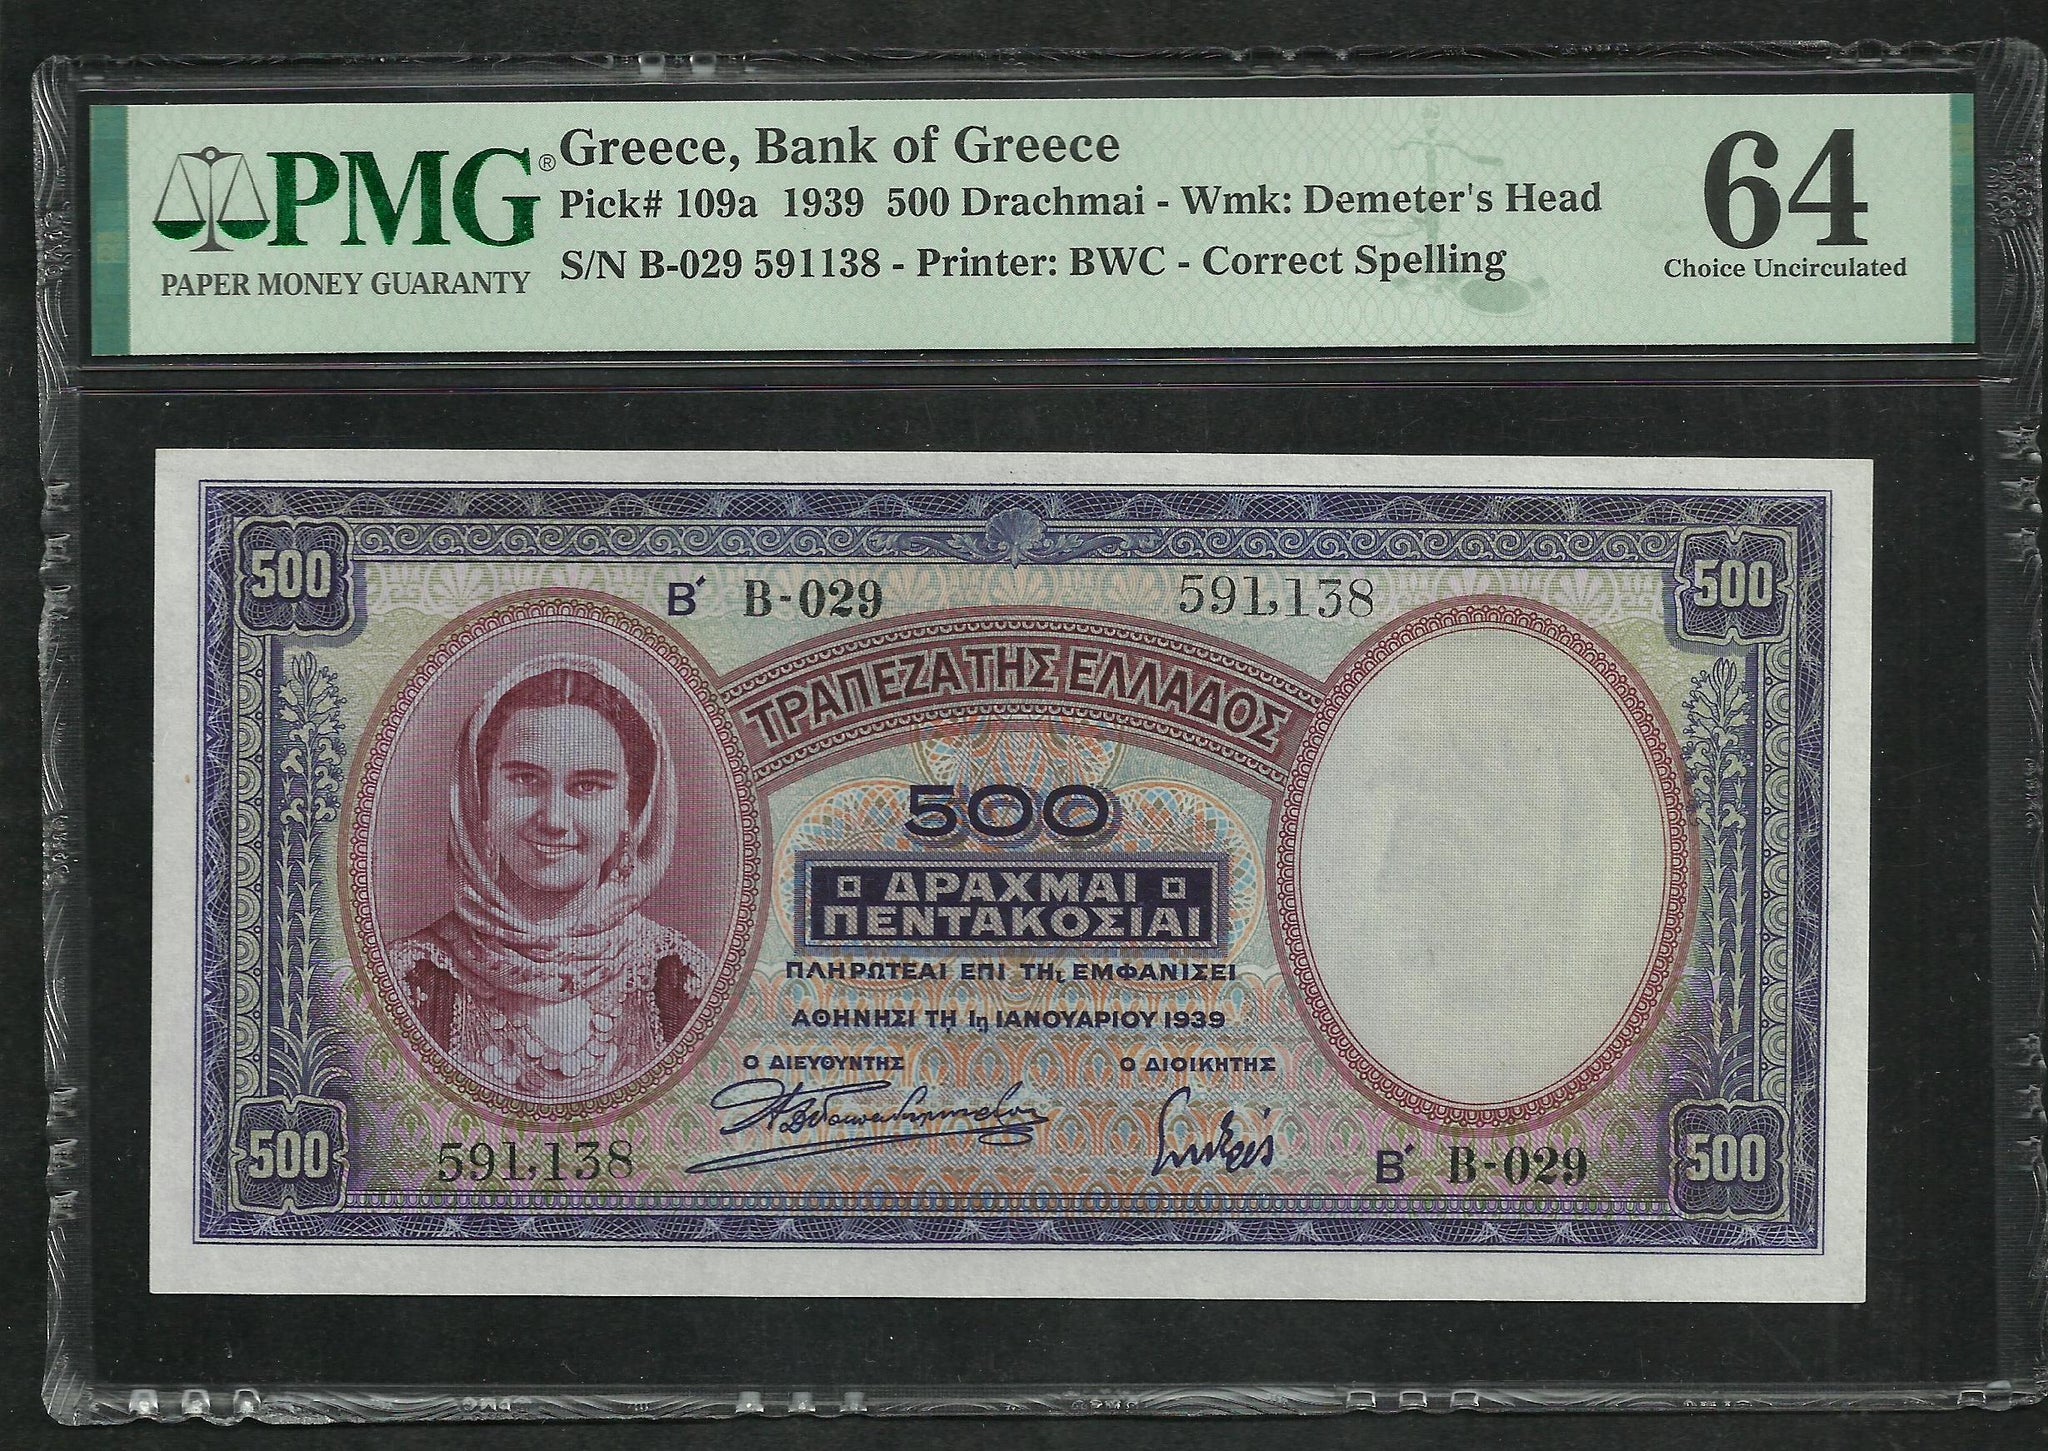 PMG®
PAPER MONEY GUARANTY
Greece, Bank of Greece
Pick# 109a 1939 500 Drachmai - Wmk: Demeter's Head
S/N B-029 591138 - Printer: BWC - Correct Spelling
64
Choice Uncirculated
500
500
Β΄ B-029
591,138
ΤΡΑΠΕΖΑ ΤΗΣ ΕΛΛΑΔΟΣ
500
ΔΡΑΧΜΑΙ
ΠΕΝΤΑΚΟΣΙΑΙ
ΠΛΗΡΩΤΕΑΙ ΕΠΙ ΤΗι ΕΜΦΑΝΙΣΕΙ
ΑΘΗΝΗΣΙ ΤΗ 1η ΙΑΝΟΥΑΡΙΟΥ 1939
Ο ΔΙΕΥΘΥΝΤΗΣ
Ο ΔΙΟΙΚΗΤΗΣ
500
591,138
Β΄ B-029
500